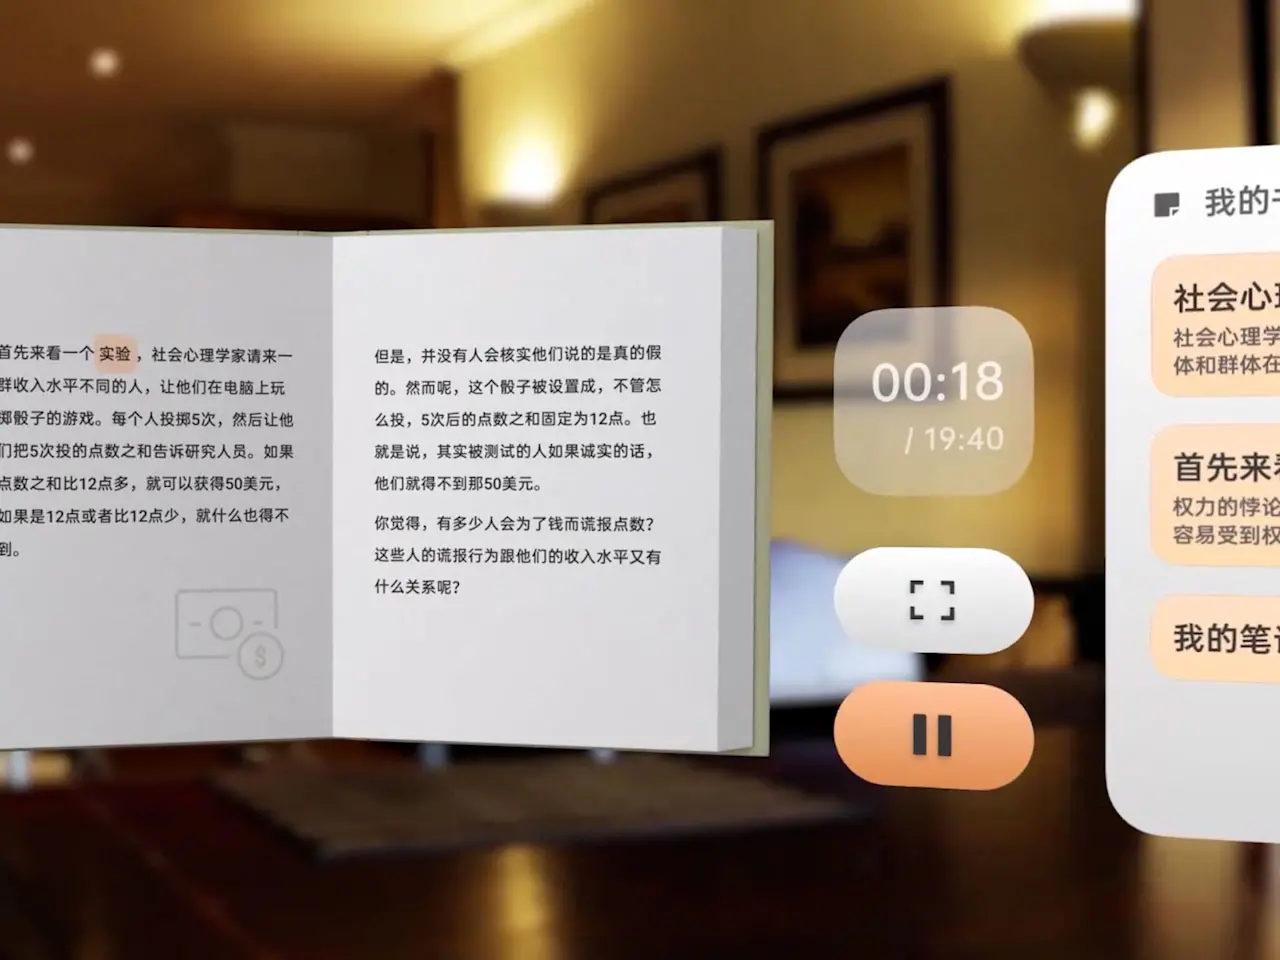 首先来看一个 实验，社会心理学家请来一
群收入水平不同的人，让他们在电脑上玩
掷骰子的游戏。每个人投掷5次，然后让他
们把5次投的点数之和告诉研究人员。如果
点数之和比12点多，就可以获得50美元，
如果是12点或者比12点少，就什么也得不
到。
但是，并没有人会核实他们说的是真的假
的。然而呢，这个骰子被设置成，不管怎
么投，5次后的点数之和固定为12点。也
就是说，其实被测试的人如果诚实的话，
他们就得不到那50美元。
你觉得，有多少人会为了钱而谎报点数？
这些人的谎报行为跟他们的收入水平又有
什么关系呢？
$
00:18
/ 19:40
我的
社会心理
社会心理学
体和群体在
首先来看
权力的悖论
容易受到权
我的笔记